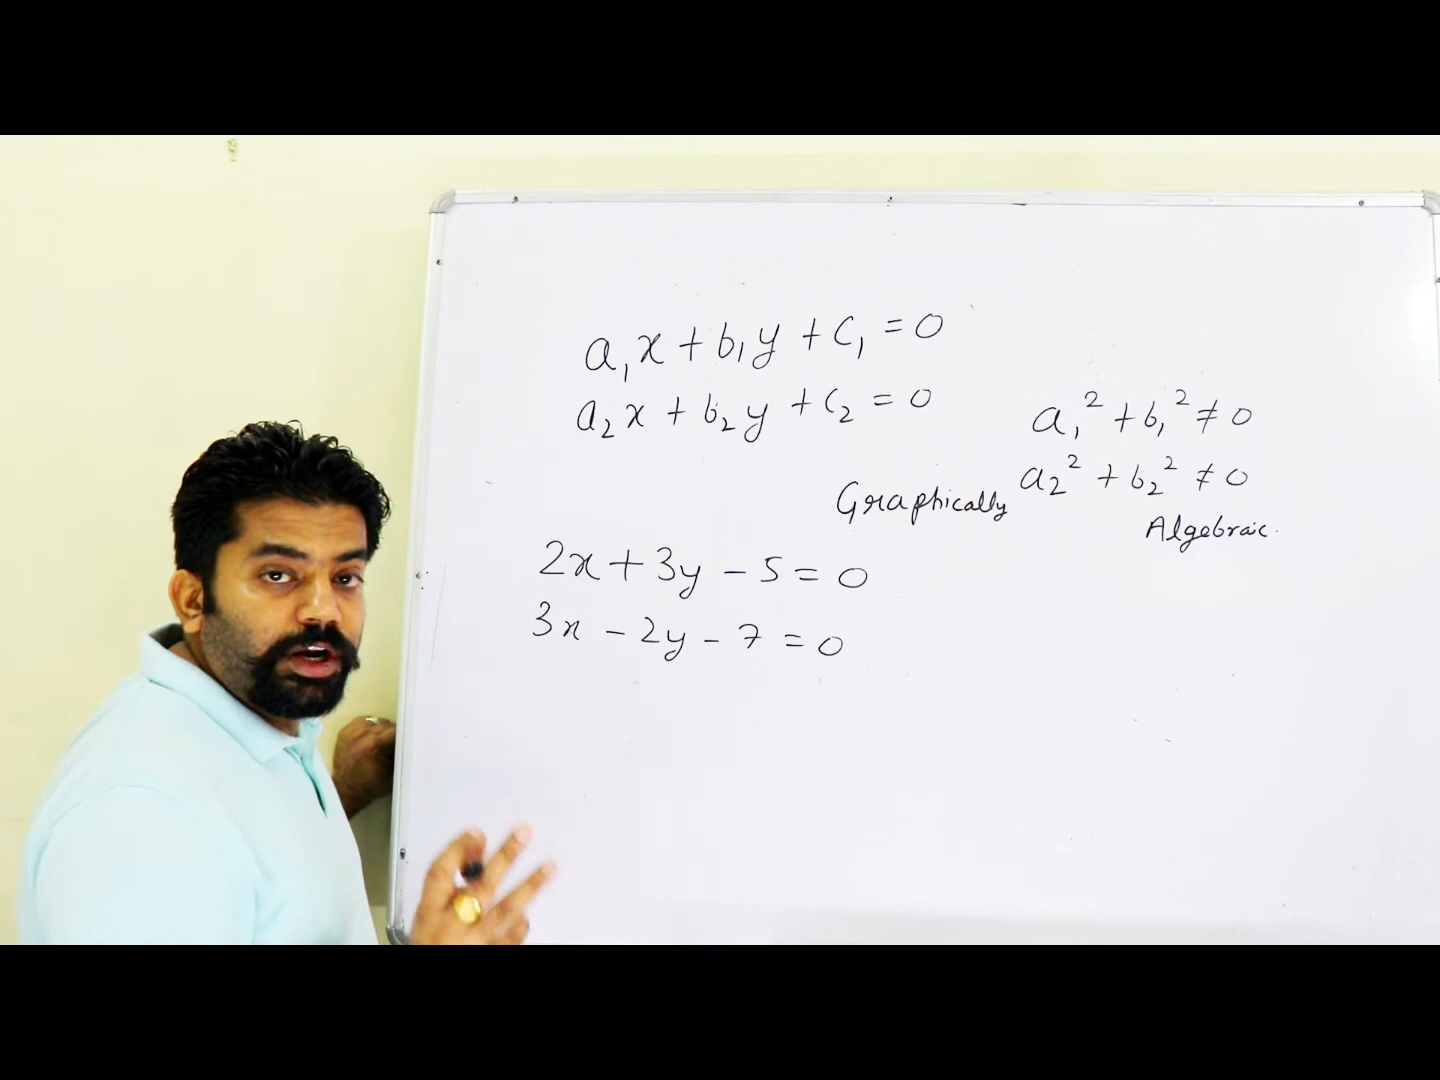 a₁x + b₁y + c₁ = 0
a₂x + b₂y + c₂ = 0
a₁² + b₁² ≠ 0
a₂² + b₂² ≠ 0
Graphically
Algebraic.
2x + 3y - 5 = 0
3x - 2y - 7 = 0